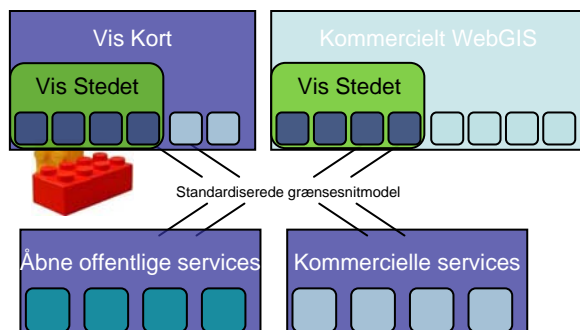 Vis Kort
Kommercielt WebGIS
Vis Stedet
Vis Stedet
Standardiserede grænsesnitmodel
Åbne offentlige services
Kommercielle services